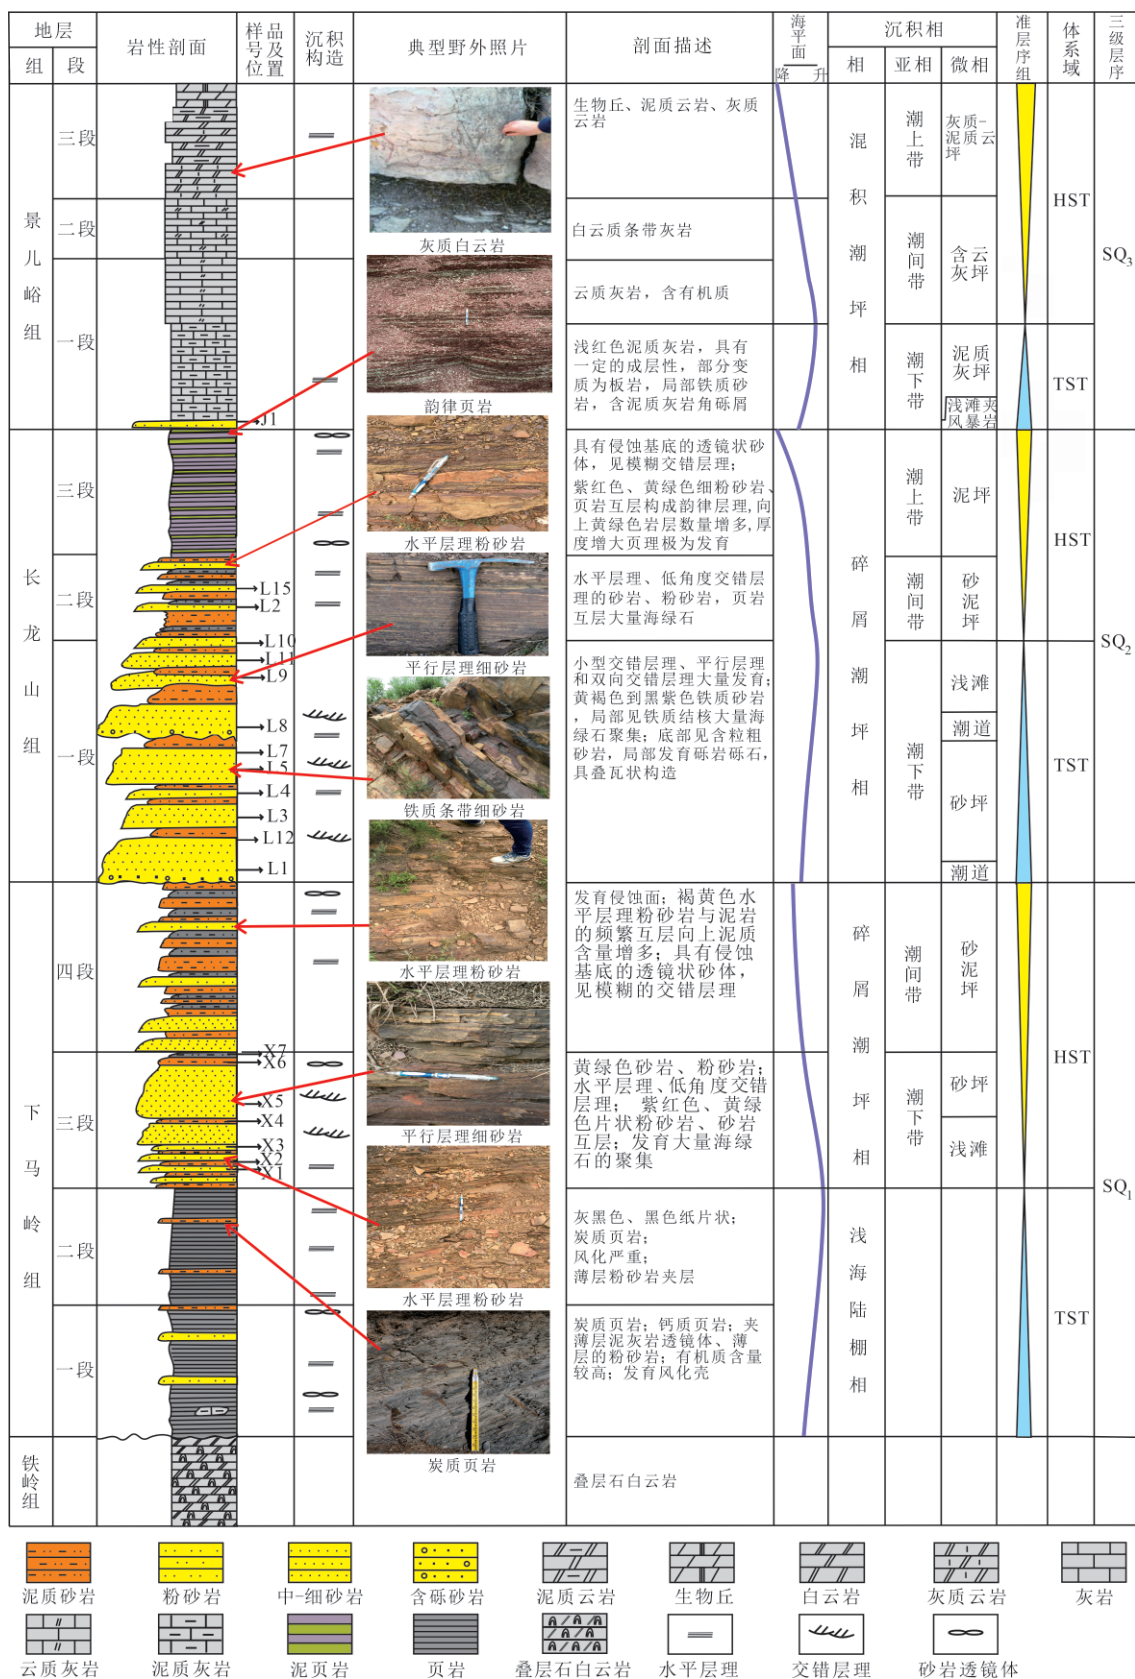 地层
组
段
岩性剖面
样品
号及
位置
沉积
构造
典型野外照片
剖面描述
海平面
降 升
沉积相
相
亚相
微相
准层序组
体系域
三级层序
景儿峪组
三段
二段
一段
J1
灰质白云岩
韵律页岩
生物丘、泥质云岩、灰质
云岩
白云质条带灰岩
云质灰岩，含有机质
浅红色泥质灰岩，具有
一定的成层性，部分变
质为板岩，局部铁质砂
岩，含泥质灰岩角砾屑
混积潮坪相
潮上带
潮间带
潮下带
灰质-
泥质云
坪
含云
灰坪
泥质
灰坪
浅滩夹
风暴岩
HST
TST
SQ3
长龙山组
三段
二段
一段
L15
L2
L10
L11
L9
L8
L7
L5
L4
L3
L12
L1
水平层理粉砂岩
平行层理细砂岩
铁质条带细砂岩
具有侵蚀基底的透镜状砂
体，见模糊交错层理；
紫红色、黄绿色细粉砂岩、
页岩互层构成韵律层理,向
上黄绿色岩层数量增多,厚
度增大页理极为发育
水平层理、低角度交错层
理的砂岩、粉砂岩，页岩
互层大量海绿石
小型交错层理、平行层理
和双向交错层理大量发育；
黄褐色到黑紫色铁质砂岩
，局部见铁质结核大量海
绿石聚集；底部见含粒粗
砂岩，局部发育砾岩砾石，
具叠瓦状构造
碎屑潮坪相
潮上带
潮间带
潮下带
泥坪
砂泥坪
浅滩
潮道
砂坪
潮道
HST
TST
SQ2
下马岭组
四段
三段
二段
一段
X7
X6
X5
X4
X3
X2
X1
水平层理粉砂岩
平行层理细砂岩
水平层理粉砂岩
炭质页岩
发育侵蚀面；褐黄色水
平层理粉砂岩与泥岩
的频繁互层向上泥质
含量增多；具有侵蚀
基底的透镜状砂体，
见模糊的交错层理
黄绿色砂岩、粉砂岩；
水平层理、低角度交错
层理； 紫红色、黄绿
色片状粉砂岩、砂岩
互层；发育大量海绿
石的聚集
灰黑色、黑色纸片状；
炭质页岩；
风化严重；
薄层粉砂岩夹层
炭质页岩；钙质页岩；夹
薄层泥灰岩透镜体、薄
层的粉砂岩；有机质含量
较高；发育风化壳
碎屑潮坪相
浅海陆棚相
潮间带
潮下带
砂泥坪
砂坪
浅滩
HST
TST
SQ1
铁岭组
叠层石白云岩
泥质砂岩
粉砂岩
中-细砂岩
含砾砂岩
泥质云岩
生物丘
白云岩
灰质云岩
灰岩
云质灰岩
泥质灰岩
泥页岩
页岩
叠层石白云岩
水平层理
交错层理
砂岩透镜体